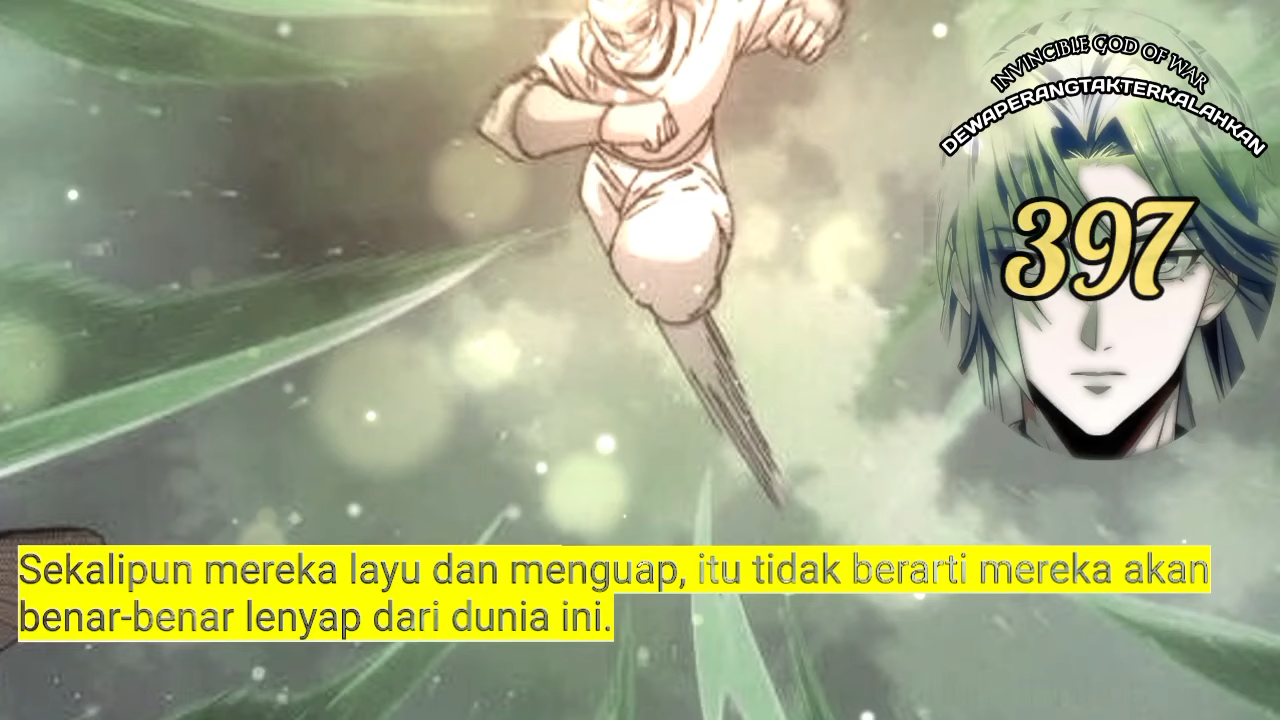 INVINCIBLE GOD OF WAR
DEWAPERANGTAKTERKALAHKAN
397
Sekalipun mereka layu dan menguap, itu tidak berarti mereka akan
benar-benar lenyap dari dunia ini.